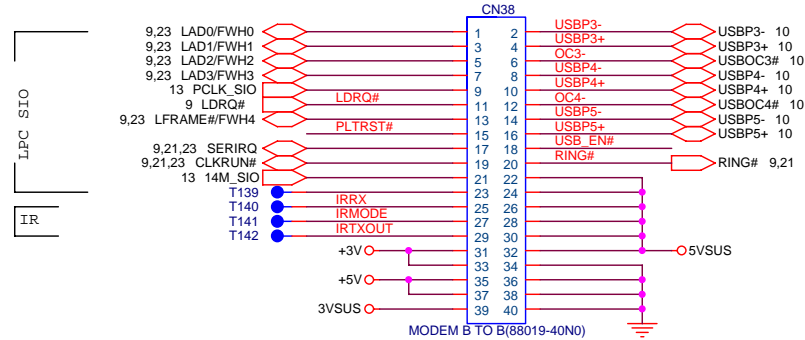 CN38
9,23 LAD0/FWH0 1 2 USBP3- USBP3- 10
9,23 LAD1/FWH1 3 4 USBP3+ USBP3+ 10
9,23 LAD2/FWH2 5 6 OC3- USBOC3# 10
9,23 LAD3/FWH3 7 8 USBP4- USBP4- 10
13 PCLK_SIO 9 10 USBP4+ USBP4+ 10
9 LDRQ# LDRQ# 11 12 OC4- USBOC4# 10
9,23 LFRAME#/FWH4 13 14 USBP5- USBP5- 10
PLTRST# 15 16 USBP5+ USBP5+ 10
9,21,23 SERIRQ 17 18 USB_EN#
9,21,23 CLKRUN# 19 20 RING# RING# 9,21
13 14M_SIO 21 22
LPC SIO
T139 23 24
T140 IRRX 25 26
T141 IRMODE 27 28
T142 IRTXOUT 29 30
IR
+3V 31 32 5VSUS
33 34
+5V 35 36
37 38
3VSUS 39 40
MODEM B TO B(88019-40N0)